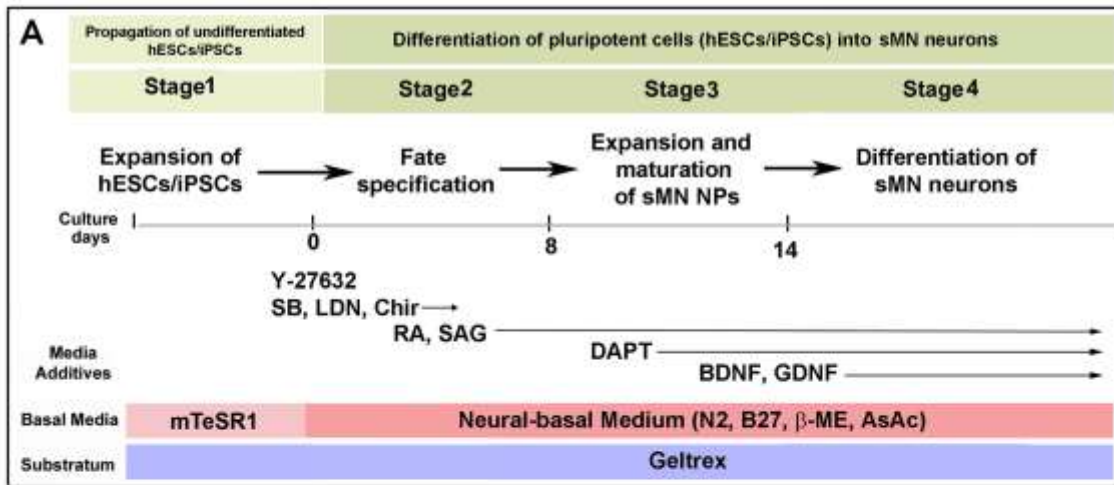 A
Propagation of undifferentiated
hESCs/iPSCs
Differentiation of pluripotent cells (hESCs/iPSCs) into sMN neurons
Stage1
Stage2
Stage3
Stage4
Expansion of
hESCs/iPSCs
Fate
specification
Expansion and
maturation
of sMN NPs
Differentiation of
sMN neurons
Culture
days
0
8
14
Y-27632
SB, LDN, Chir
RA, SAG
DAPT
BDNF, GDNF
Media
Additives
Basal Media
mTeSR1
Neural-basal Medium (N2, B27, β-ME, AsAc)
Substratum
Geltrex